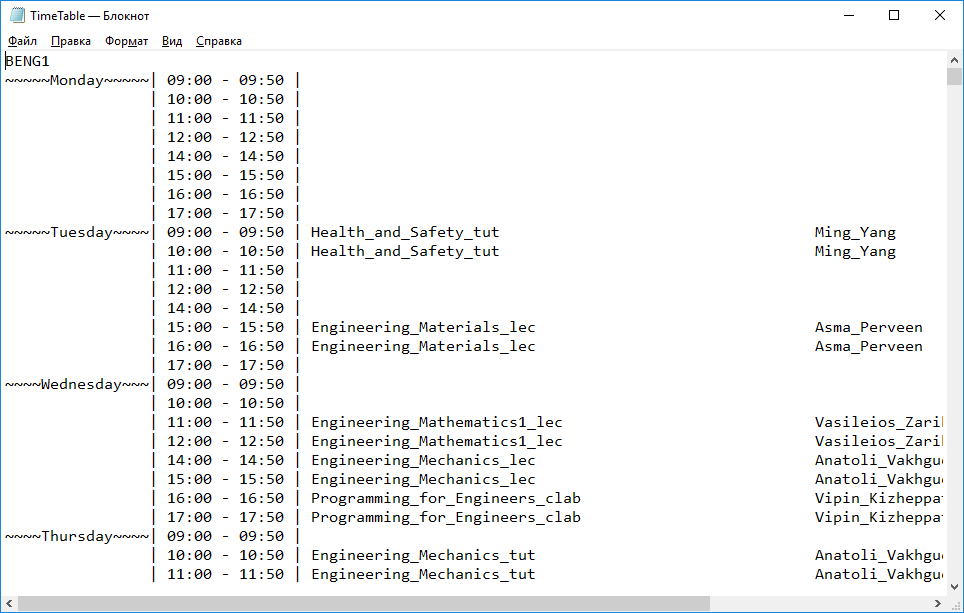 TimeTable — Блокнот
Файл Правка Формат Вид Справка
BENG1
~~~~~Monday~~~~~| 09:00 - 09:50 |
| 10:00 - 10:50 |
| 11:00 - 11:50 |
| 12:00 - 12:50 |
| 14:00 - 14:50 |
| 15:00 - 15:50 |
| 16:00 - 16:50 |
| 17:00 - 17:50 |
~~~~~Tuesday~~~~| 09:00 - 09:50 | Health_and_Safety_tut Ming_Yang
| 10:00 - 10:50 | Health_and_Safety_tut Ming_Yang
| 11:00 - 11:50 |
| 12:00 - 12:50 |
| 14:00 - 14:50 |
| 15:00 - 15:50 | Engineering_Materials_lec Asma_Perveen
| 16:00 - 16:50 | Engineering_Materials_lec Asma_Perveen
| 17:00 - 17:50 |
~~~~Wednesday~~~| 09:00 - 09:50 |
| 10:00 - 10:50 |
| 11:00 - 11:50 | Engineering_Mathematics1_lec Vasileios_Zari
| 12:00 - 12:50 | Engineering_Mathematics1_lec Vasileios_Zari
| 14:00 - 14:50 | Engineering_Mechanics_lec Anatoli_Vakhgu
| 15:00 - 15:50 | Engineering_Mechanics_lec Anatoli_Vakhgu
| 16:00 - 16:50 | Programming_for_Engineers_clab Vipin_Kizheppa
| 17:00 - 17:50 | Programming_for_Engineers_clab Vipin_Kizheppa
~~~~Thursday~~~~| 09:00 - 09:50 |
| 10:00 - 10:50 | Engineering_Mechanics_tut Anatoli_Vakhgu
| 11:00 - 11:50 | Engineering_Mechanics_tut Anatoli_Vakhgu